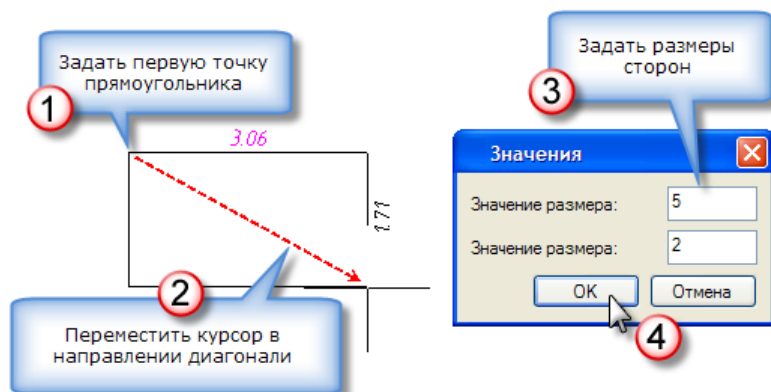 Задать первую точку
прямоугольника
1
3.06
1.71
2
Переместить курсор в
направлении диагонали
Задать размеры
сторон
3
Значения
Значение размера: 5
Значение размера: 2
OK Отмена
4